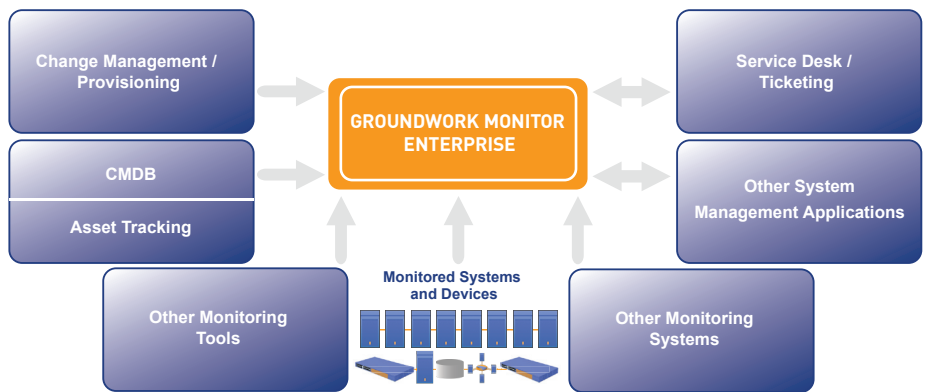 Change Management /
Provisioning
Service Desk /
Ticketing
GROUNDWORK MONITOR
ENTERPRISE
CMDB
Asset Tracking
Other System
Management Applications
Monitored Systems
and Devices
Other Monitoring
Tools
Other Monitoring
Systems